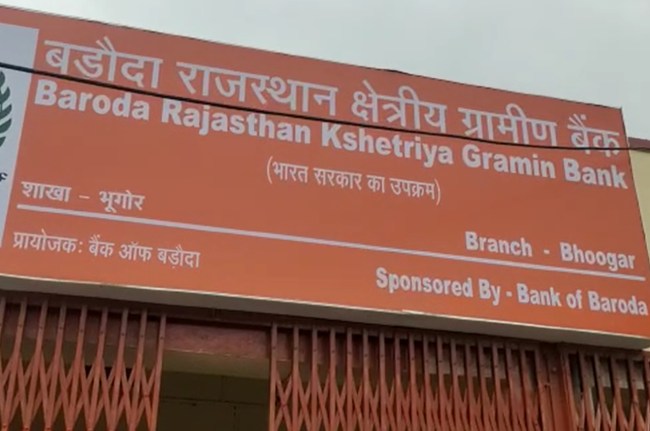 बड़ौदा राजस्थान क्षेत्रीय ग्रामीण बैंक
Baroda Rajasthan Kshetriya Gramin Bank
(भारत सरकार का उपक्रम)
शाखा - भूगोर
Branch - Bhoogar
प्रायोजक: बैंक ऑफ बड़ौदा
Sponsored By - Bank of Baroda